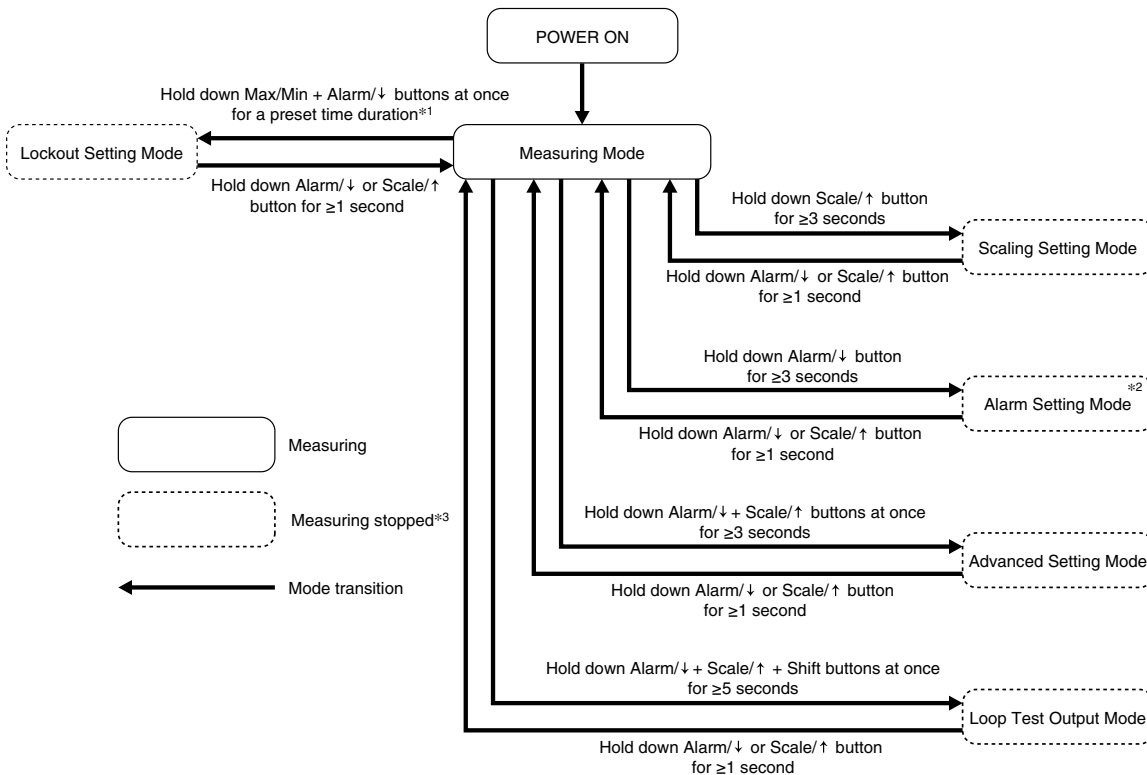 POWER ON
Hold down Max/Min + Alarm/↓ buttons at once
for a preset time duration*1
Lockout Setting Mode
Measuring Mode
Hold down Alarm/↓ or Scale/↑
button for ≥1 second
Hold down Scale/↑ button
for ≥3 seconds
Scaling Setting Mode
Hold down Alarm/↓ or Scale/↑ button
for ≥1 second
Hold down Alarm/↓ button
for ≥3 seconds
Alarm Setting Mode*2
Hold down Alarm/↓ or Scale/↑ button
for ≥1 second
Measuring
Measuring stopped*3
Mode transition
Hold down Alarm/↓ + Scale/↑ buttons at once
for ≥3 seconds
Advanced Setting Mode
Hold down Alarm/↓ or Scale/↑ button
for ≥1 second
Hold down Alarm/↓ + Scale/↑ + Shift buttons at once
for ≥5 seconds
Loop Test Output Mode
Hold down Alarm/↓ or Scale/↑ button
for ≥1 second